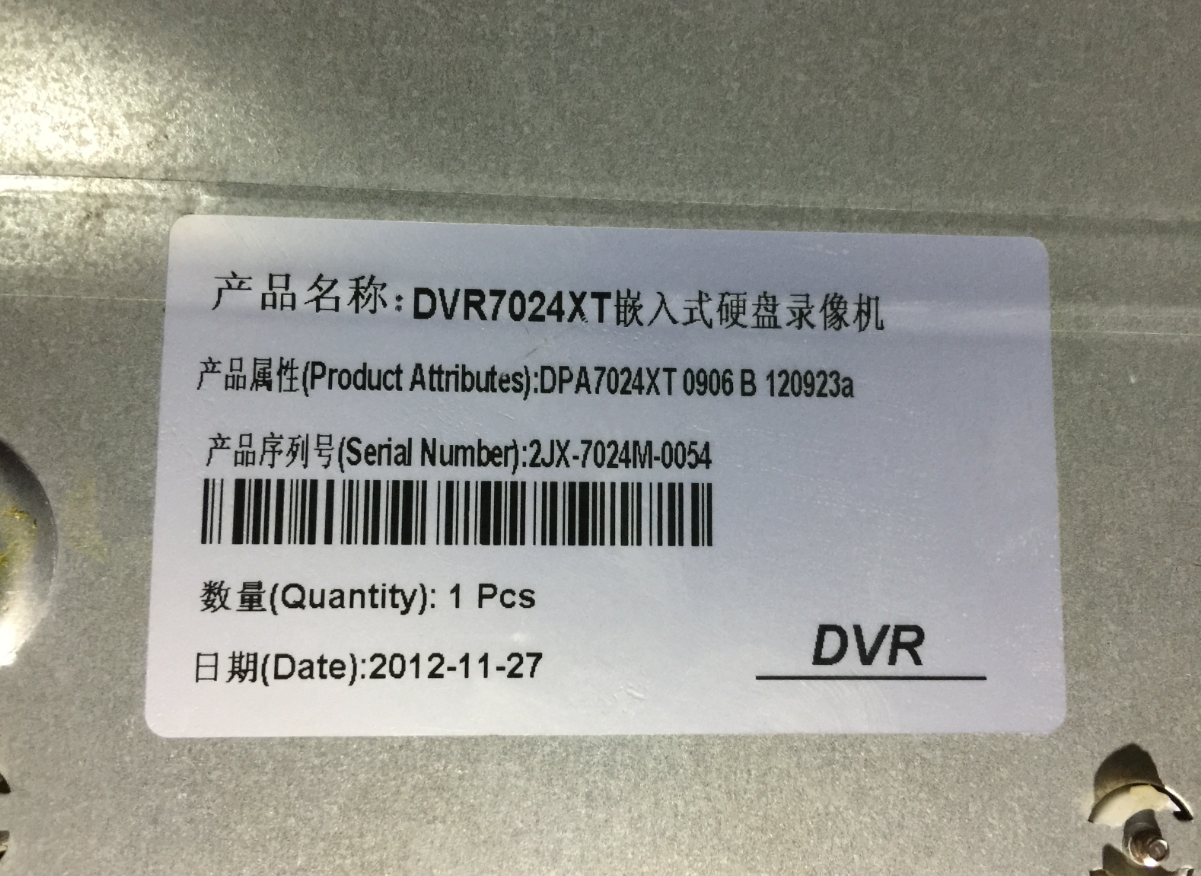 产品名称:DVR7024XT嵌入式硬盘录像机
产品属性(Product Attributes):DPA7024XT 0906 B 120923a
产品序列号(Serial Number):2JX-7024M-0054
数量(Quantity): 1 Pcs
日期(Date):2012-11-27
DVR